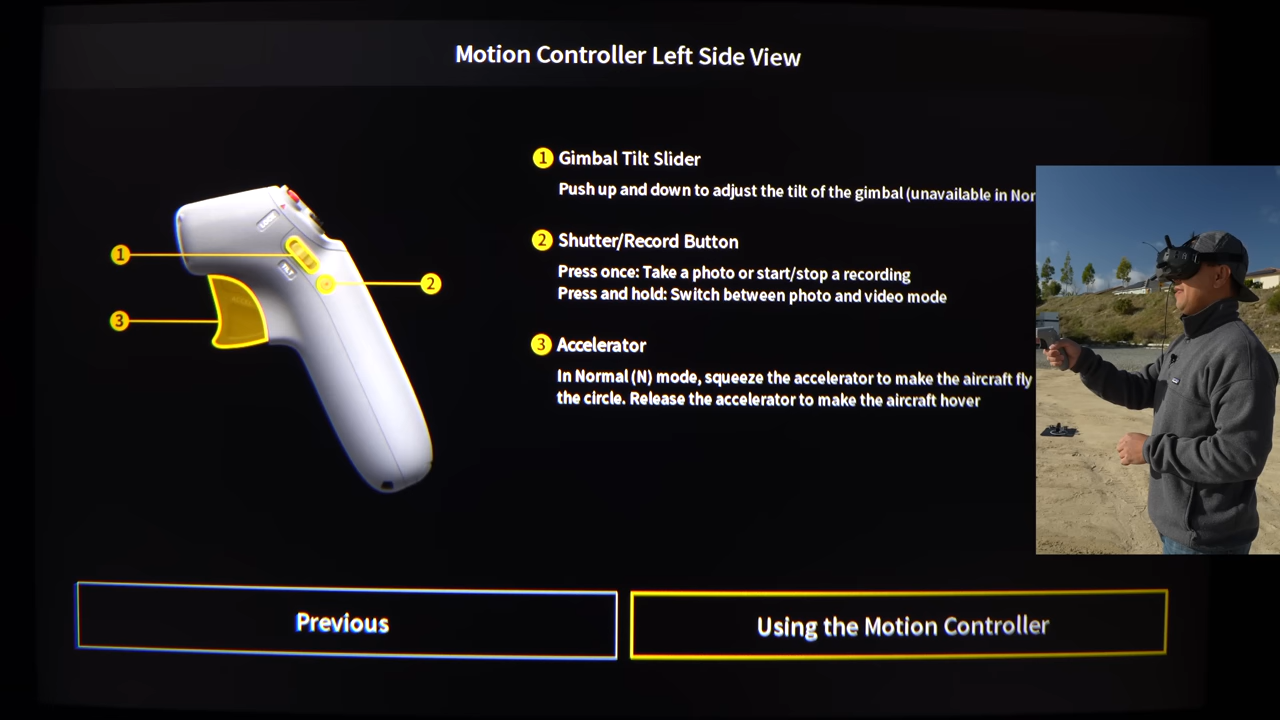 Motion Controller Left Side View
1 Gimbal Tilt Slider
Push up and down to adjust the tilt of the gimbal (unavailable in
2 Shutter/Record Button
Press once: Take a photo or start/stop a recording
Press and hold: Switch between photo and video mode
3 Accelerator
In Normal (N) mode, squeeze the accelerator to make the aircraft fly
the circle. Release the accelerator to make the aircraft hover
1
2
3
Previous
Using the Motion Controller